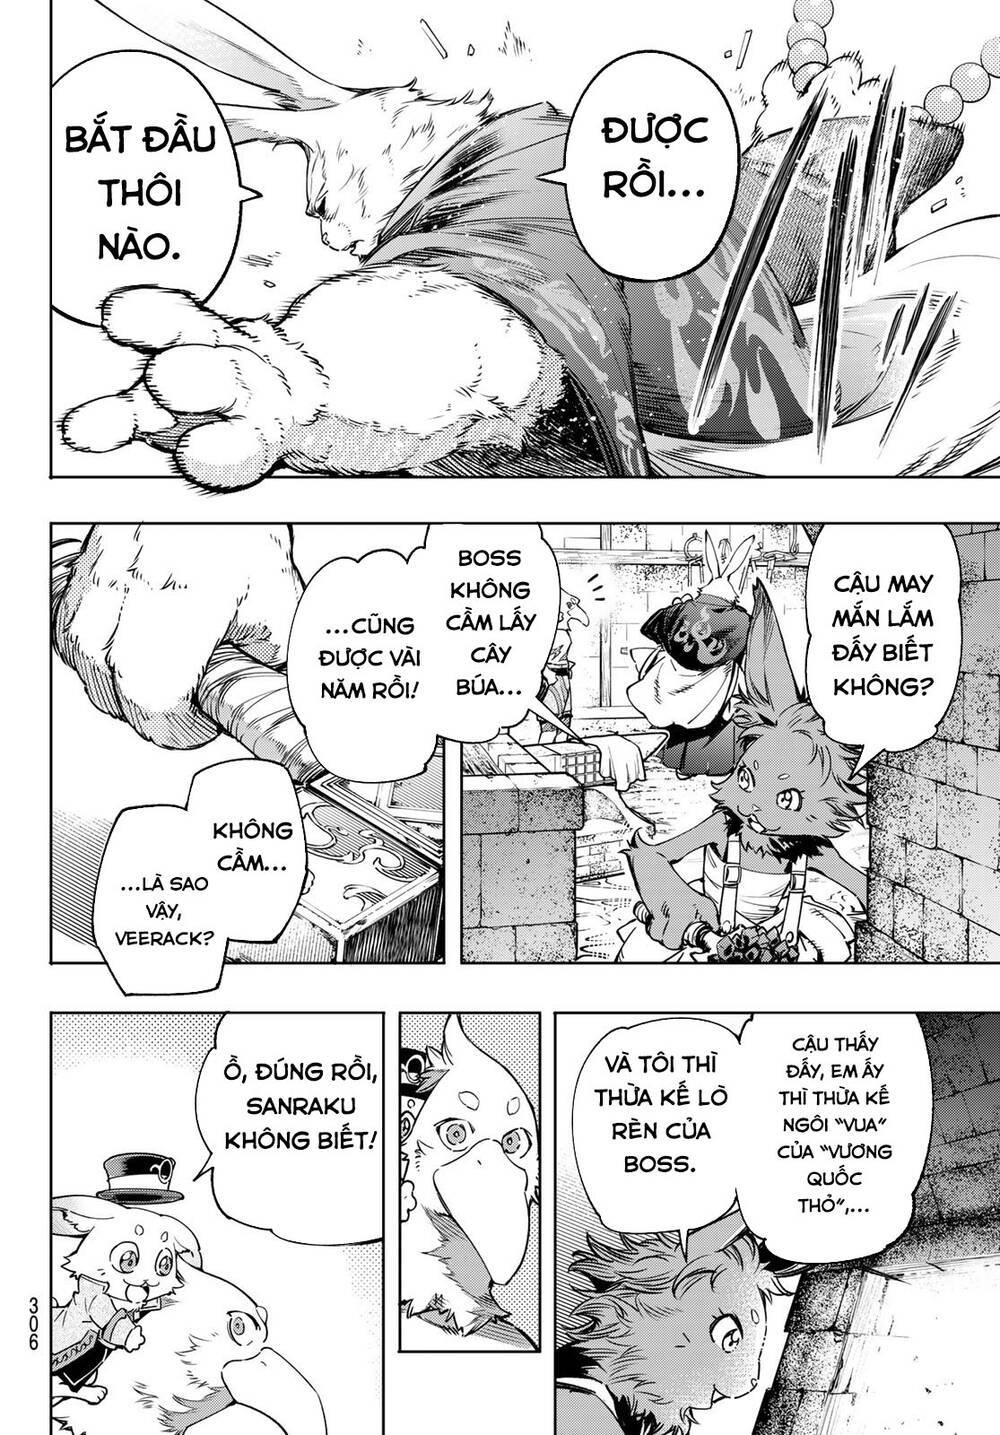 ĐƯỢC
RỒI...
BẮT ĐẦU
THÔI
NÀO.
CẬU MAY
MẮN LẮM
ĐẤY BIẾT
KHÔNG?
BOSS
KHÔNG
CẦM LẤY
CÂY
BÚA...
...CŨNG
ĐƯỢC VÀI
NĂM RỒI!
KHÔNG
CẦM...
...LÀ SAO
VẬY,
VEERACK?
CẬU THẤY
ĐẤY, EM ẤY
THÌ THỪA KẾ
NGÔI "VUA"
CỦA "VƯƠNG
QUỐC
THỎ",...
VÀ TÔI THÌ
THỪA KẾ LÒ
RÈN CỦA
BOSS.
Ồ, ĐÚNG RỒI,
SANRAKU
KHÔNG BIẾT!
306